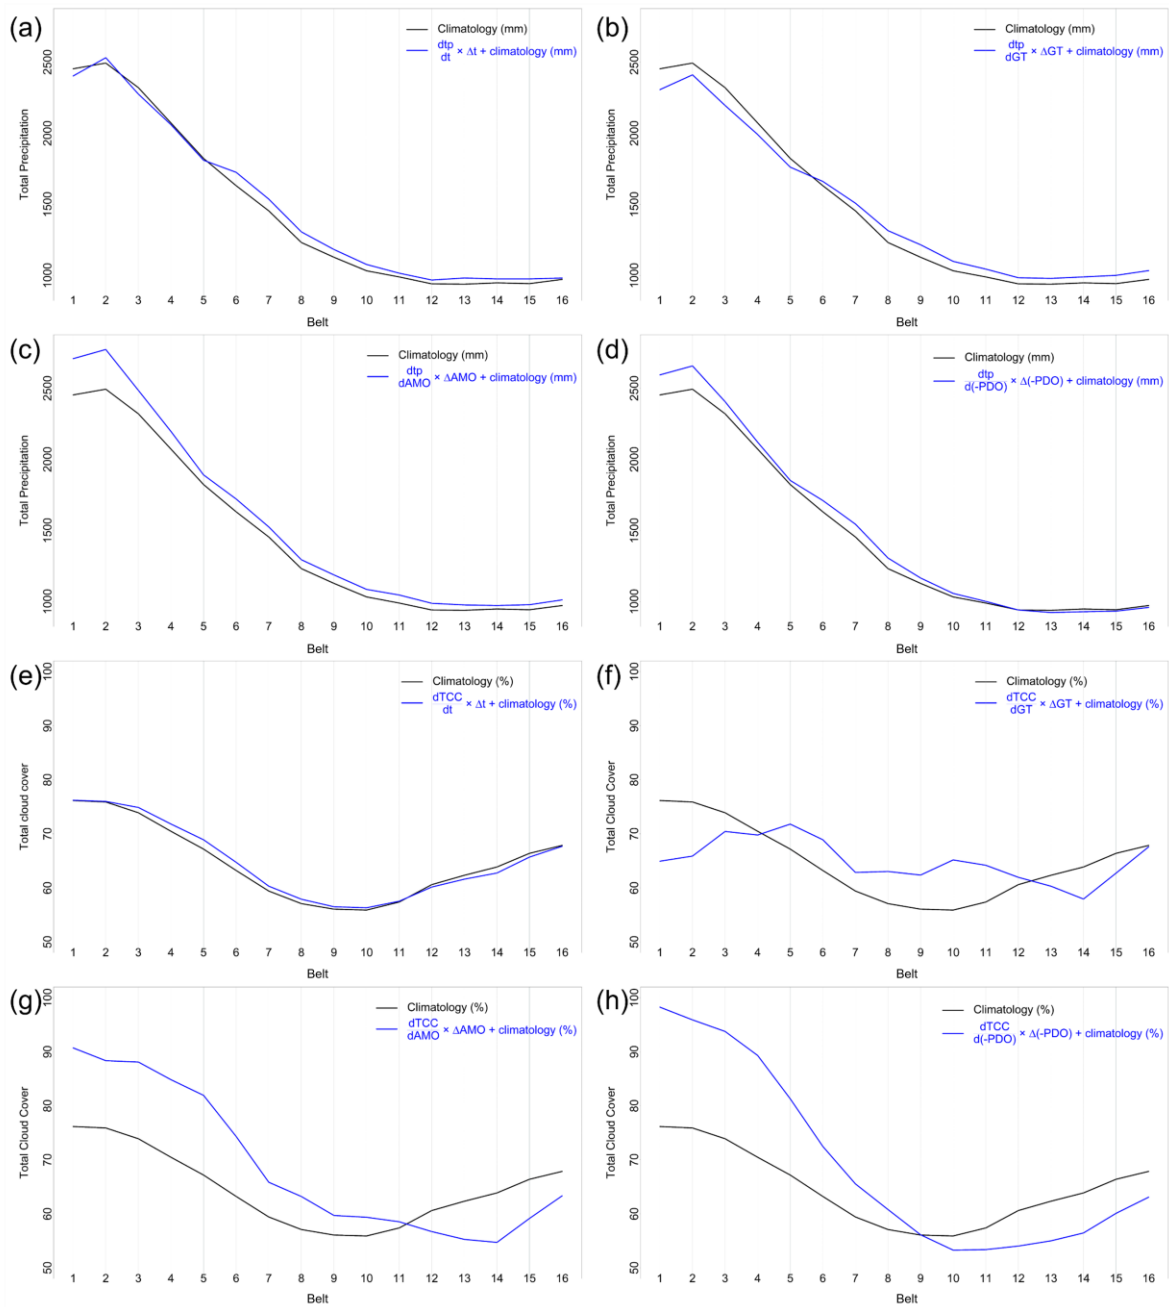 (a)
Climatology (mm)
dtp
dt
× Δt + climatology (mm)
Total Precipitation
2500
2000
1500
1000
1 2 3 4 5 6 7 8 9 10 11 12 13 14 15 16
Belt
(b)
Climatology (mm)
dtp
dGT
× ΔGT + climatology (mm)
Total Precipitation
2500
2000
1500
1000
1 2 3 4 5 6 7 8 9 10 11 12 13 14 15 16
Belt
(c)
Climatology (mm)
dtp
dAMO
× ΔAMO + climatology (mm)
Total Precipitation
2500
2000
1500
1000
1 2 3 4 5 6 7 8 9 10 11 12 13 14 15 16
Belt
(d)
Climatology (mm)
dtp
d(-PDO)
× Δ(-PDO) + climatology (mm)
Total Precipitation
2500
2000
1500
1000
1 2 3 4 5 6 7 8 9 10 11 12 13 14 15 16
Belt
(e)
Climatology (%)
dTCC
dt
× Δt + climatology (%)
Total cloud cover
100
90
80
70
60
50
1 2 3 4 5 6 7 8 9 10 11 12 13 14 15 16
Belt
(f)
Climatology (%)
dTCC
dGT
× ΔGT + climatology (%)
Total Cloud Cover
100
90
80
70
60
50
1 2 3 4 5 6 7 8 9 10 11 12 13 14 15 16
Belt
(g)
Climatology (%)
dTCC
dAMO
× ΔAMO + climatology (%)
Total Cloud Cover
100
90
80
70
60
50
1 2 3 4 5 6 7 8 9 10 11 12 13 14 15 16
Belt
(h)
Climatology (%)
dTCC
d(-PDO)
× Δ(-PDO) + climatology (%)
Total Cloud Cover
100
90
80
70
60
50
1 2 3 4 5 6 7 8 9 10 11 12 13 14 15 16
Belt